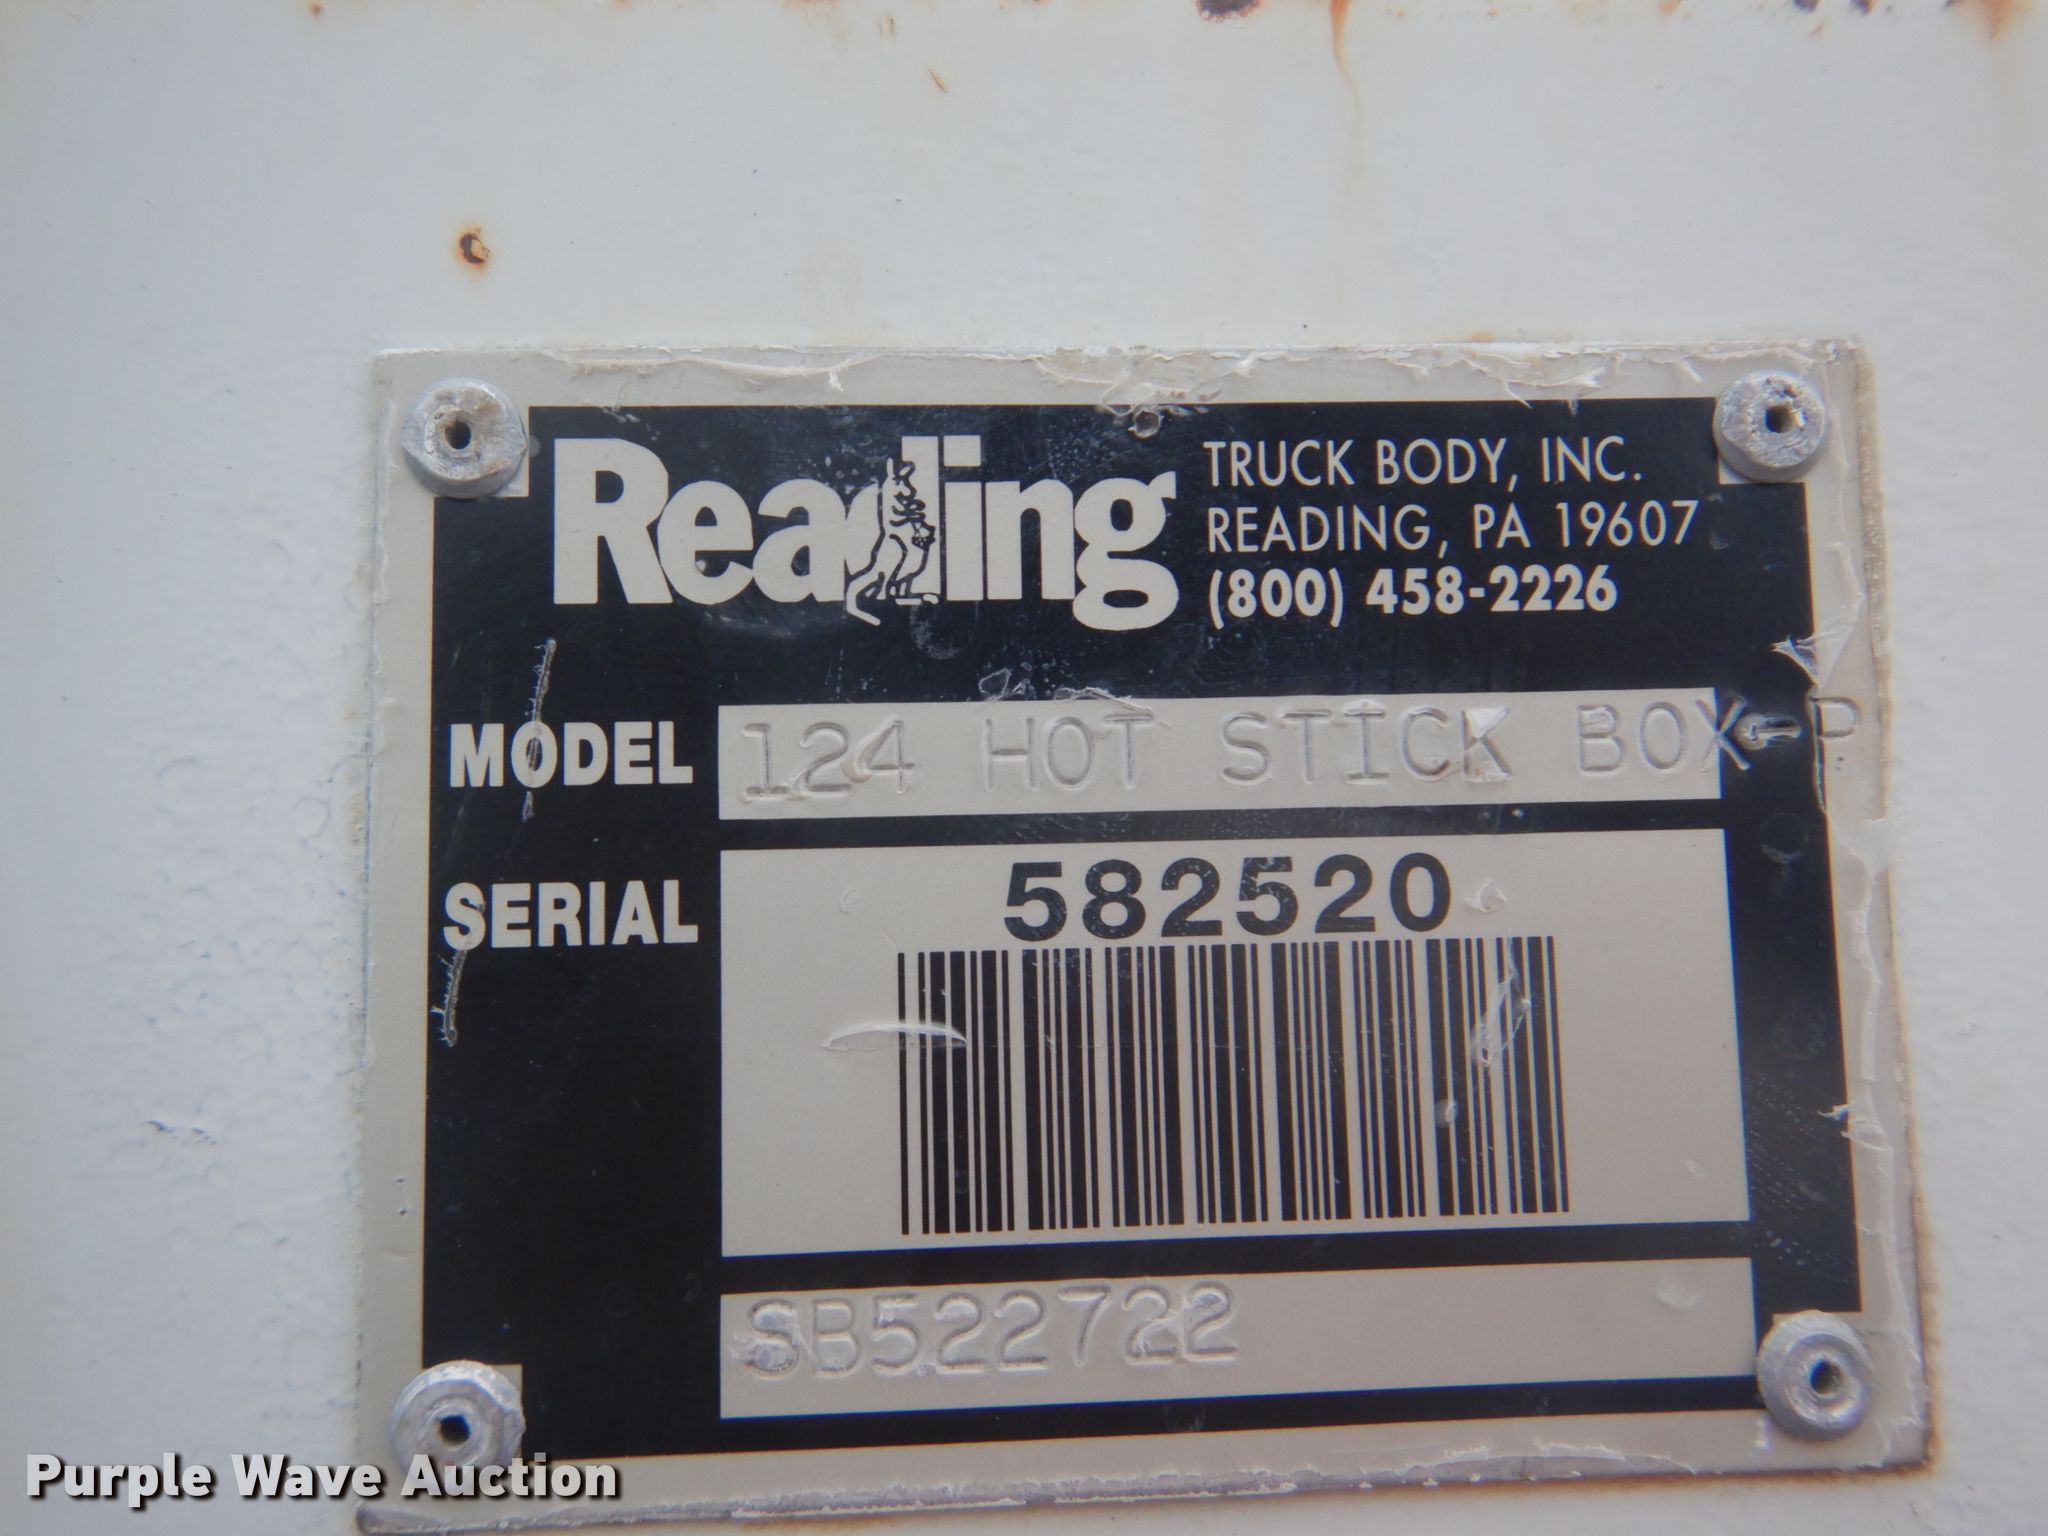 Reading
TRUCK BODY, INC.
READING, PA 19607
(800) 458-2226
MODEL 124 HOT STICK BOX-P
SERIAL 582520
SB522722
Purple Wave Auction